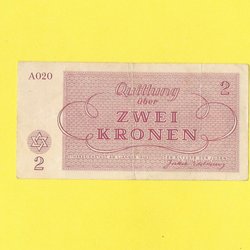 A020
Quittung
über
2
ZWEI
KRONEN
2